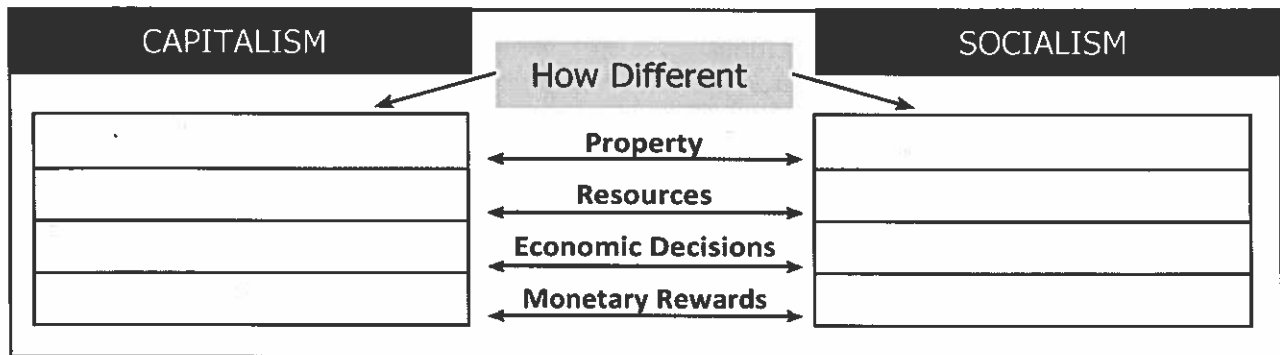 CAPITALISM
SOCIALISM
How Different
Property
Resources
Economic Decisions
Monetary Rewards